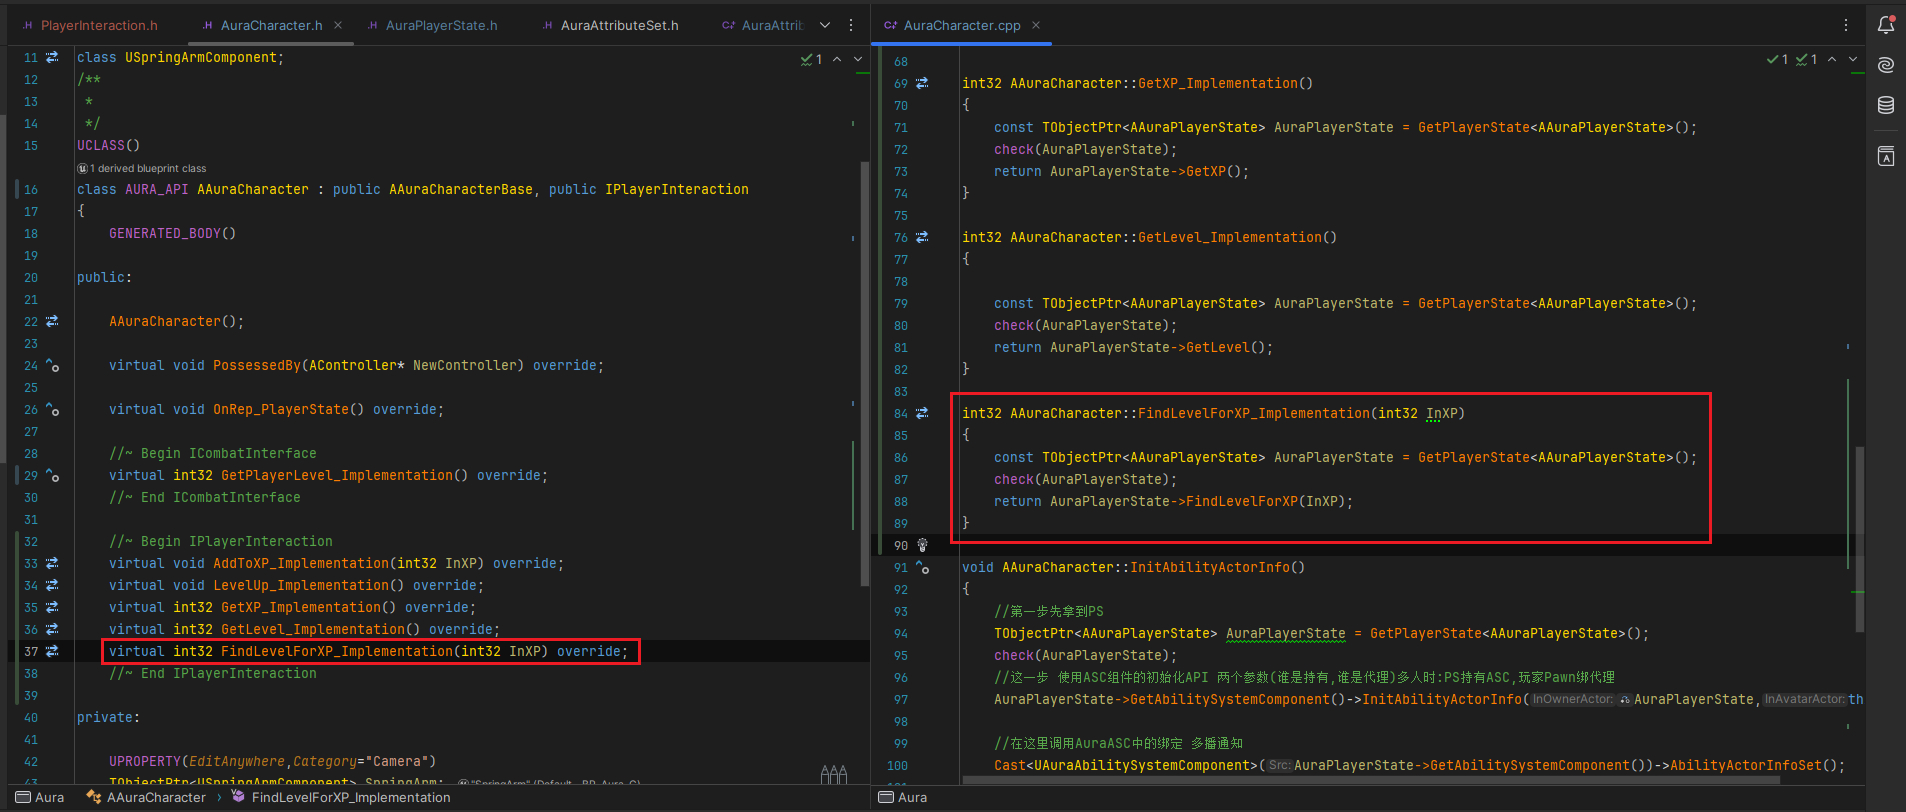 PlayerInteraction.h
AuraCharacter.h
AuraPlayerState.h
AuraAttributeSet.h
AuraAttrib
11 class USpringArmComponent;
12 /**
13 *
14 */
15 UCLASS()
1 derived blueprint class
16 class AURA_API AAuraCharacter : public AAuraCharacterBase, public IPlayerInteraction
17 {
18 GENERATED_BODY()
19
20 public:
21
22 AAuraCharacter();
23
24 virtual void PossessedBy(AController* NewController) override;
25
26 virtual void OnRep_PlayerState() override;
27
28 //~ Begin ICombatInterface
29 virtual int32 GetPlayerLevel_Implementation() override;
30 //~ End ICombatInterface
31
32 //~ Begin IPlayerInteraction
33 virtual void AddToXP_Implementation(int32 InXP) override;
34 virtual void LevelUp_Implementation() override;
35 virtual int32 GetXP_Implementation() override;
36 virtual int32 GetLevel_Implementation() override;
37 virtual int32 FindLevelForXP_Implementation(int32 InXP) override;
38 //~ End IPlayerInteraction
39
40 private:
41
42 UPROPERTY(EditAnywhere,Category="Camera")
43 TObjectPtr<USpringArmComponent> SpringArm;
Aura AAuraCharacter › FindLevelForXP_Implementation
1
AuraCharacter.cpp
1 1
68
69 int32 AAuraCharacter::GetXP_Implementation()
70 {
71 const TObjectPtr<AAuraPlayerState> AuraPlayerState = GetPlayerState<AAuraPlayerState>();
72 check(AuraPlayerState);
73 return AuraPlayerState->GetXP();
74 }
75
76 int32 AAuraCharacter::GetLevel_Implementation()
77 {
78
79 const TObjectPtr<AAuraPlayerState> AuraPlayerState = GetPlayerState<AAuraPlayerState>();
80 check(AuraPlayerState);
81 return AuraPlayerState->GetLevel();
82 }
83
84 int32 AAuraCharacter::FindLevelForXP_Implementation(int32 InXP)
85 {
86 const TObjectPtr<AAuraPlayerState> AuraPlayerState = GetPlayerState<AAuraPlayerState>();
87 check(AuraPlayerState);
88 return AuraPlayerState->FindLevelForXP(InXP);
89 }
90
91 void AAuraCharacter::InitAbilityActorInfo()
92 {
93 //第一步先拿到PS
94 TObjectPtr<AAuraPlayerState> AuraPlayerState = GetPlayerState<AAuraPlayerState>();
95 check(AuraPlayerState);
96 //这一步 使用ASC组件的初始化API 两个参数(谁是持有,谁是代理)多人时:PS持有ASC,玩家Pawn绑代理
97 AuraPlayerState->GetAbilitySystemComponent()->InitAbilityActorInfo(InOwnerActor: AuraPlayerState,InAvatarActor: th
98
99 //在这里调用AuraASC中的绑定 多播通知
100 Cast<UAuraAbilitySystemComponent>(Src: AuraPlayerState->GetAbilitySystemComponent())->AbilityActorInfoSet();
Aura